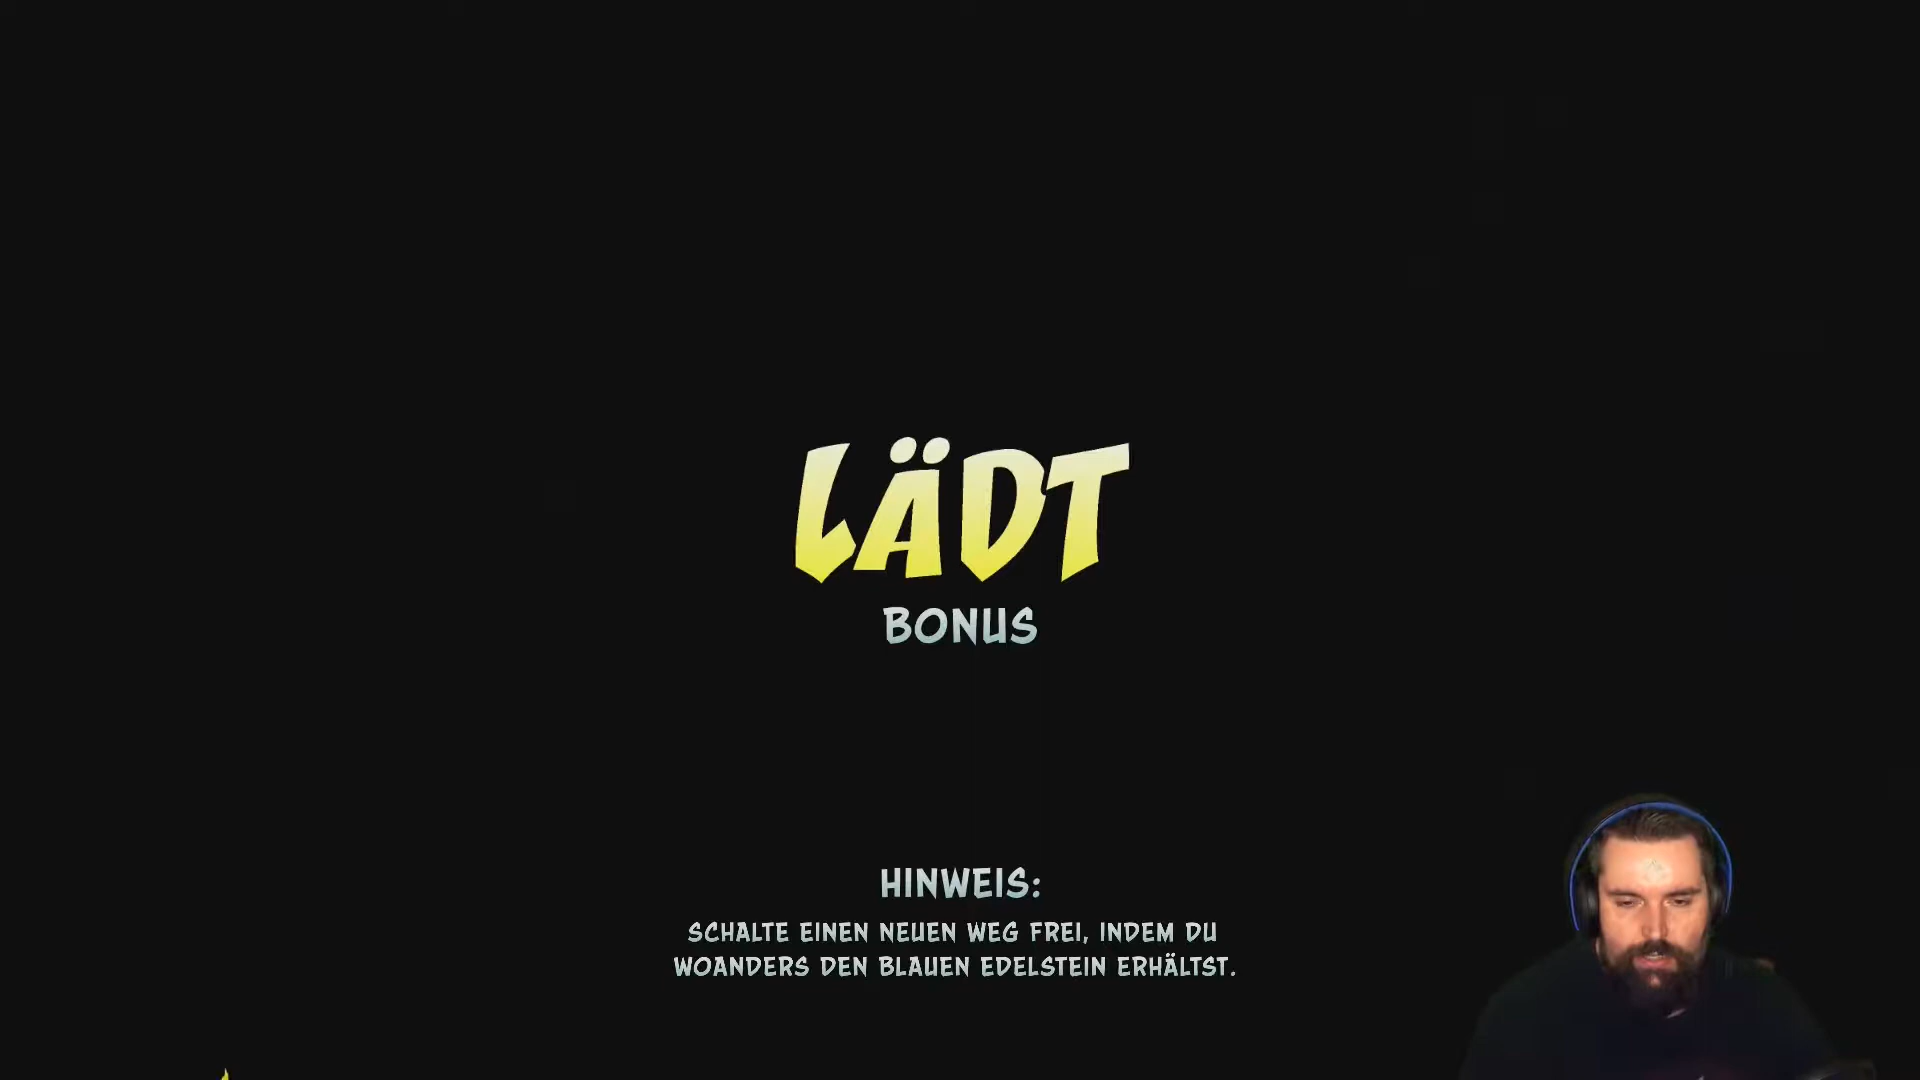 LÄDT
BONUS
HINWEIS:
SCHALTE EINEN NEUEN WEG FREI, INDEM DU
WOANDERS DEN BLAUEN EDELSTEIN ERHÄLTST.